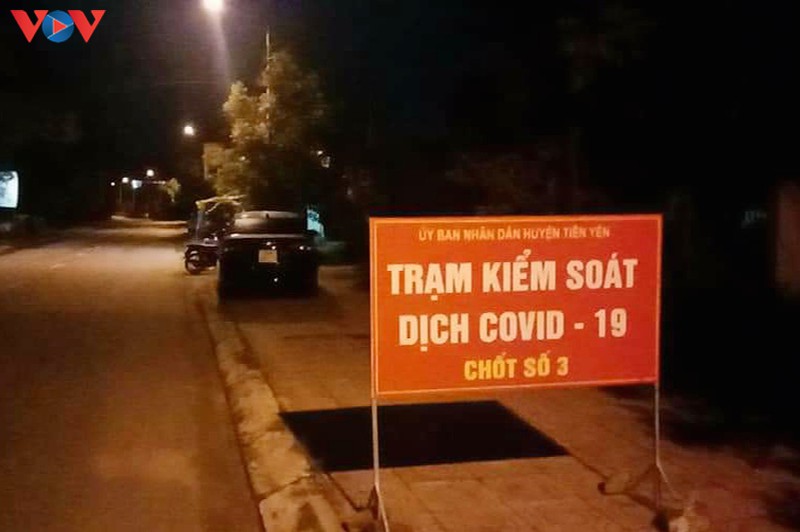 VOV
ỦY BAN NHÂN DÂN HUYỆN TIÊN YÊN
TRẠM KIỂM SOÁT
DỊCH COVID - 19
CHỐT SỐ 3